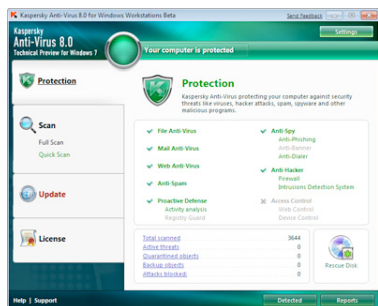 Kaspersky Anti-Virus 8.0 for Windows Workstations Beta
Send Feedback
Kaspersky
Anti-Virus 8.0
Technical Preview for Windows 7
Settings
Your computer is protected
Protection
Scan
Full Scan
Quick Scan
Update
License
Protection
Kaspersky Anti-Virus protecting your computer against security
threats like viruses, hacker attacks, spam, spyware and other
malicious programs.
File Anti-Virus
Mail Anti-Virus
Web Anti-Virus
Anti-Spam
Proactive Defense
Activity analysis
Registry Guard
Anti-Spy
Anti-Phishing
Anti-Banner
Anti-Dialer
Anti-Hacker
Firewall
Intrusions Detection System
Access Control
Web Control
Device Control
Total scanned 3644
Active threats 0
Quarantined objects 0
Backup objects 0
Attacks blocked: 0
Rescue Disk
Help | Support
Detected
Reports